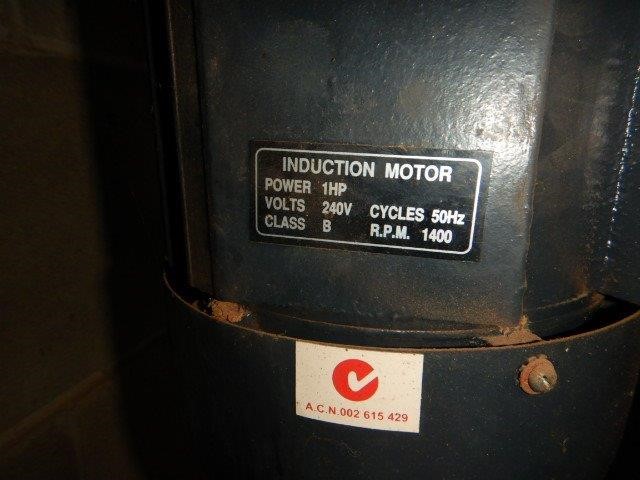 INDUCTION MOTOR
POWER 1HP
VOLTS 240V CYCLES 50Hz
CLASS B R.P.M. 1400
A.C.N.002 615 429